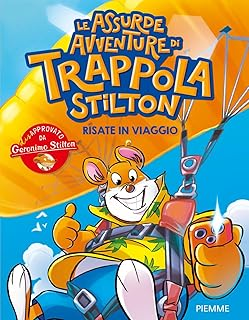 LE ASSURDE
AVVENTURE DI
TRAPPOLA
STILTON
RISATE IN VIAGGIO
APPROVATO
DA
Geronimo Stilton
PIEMME